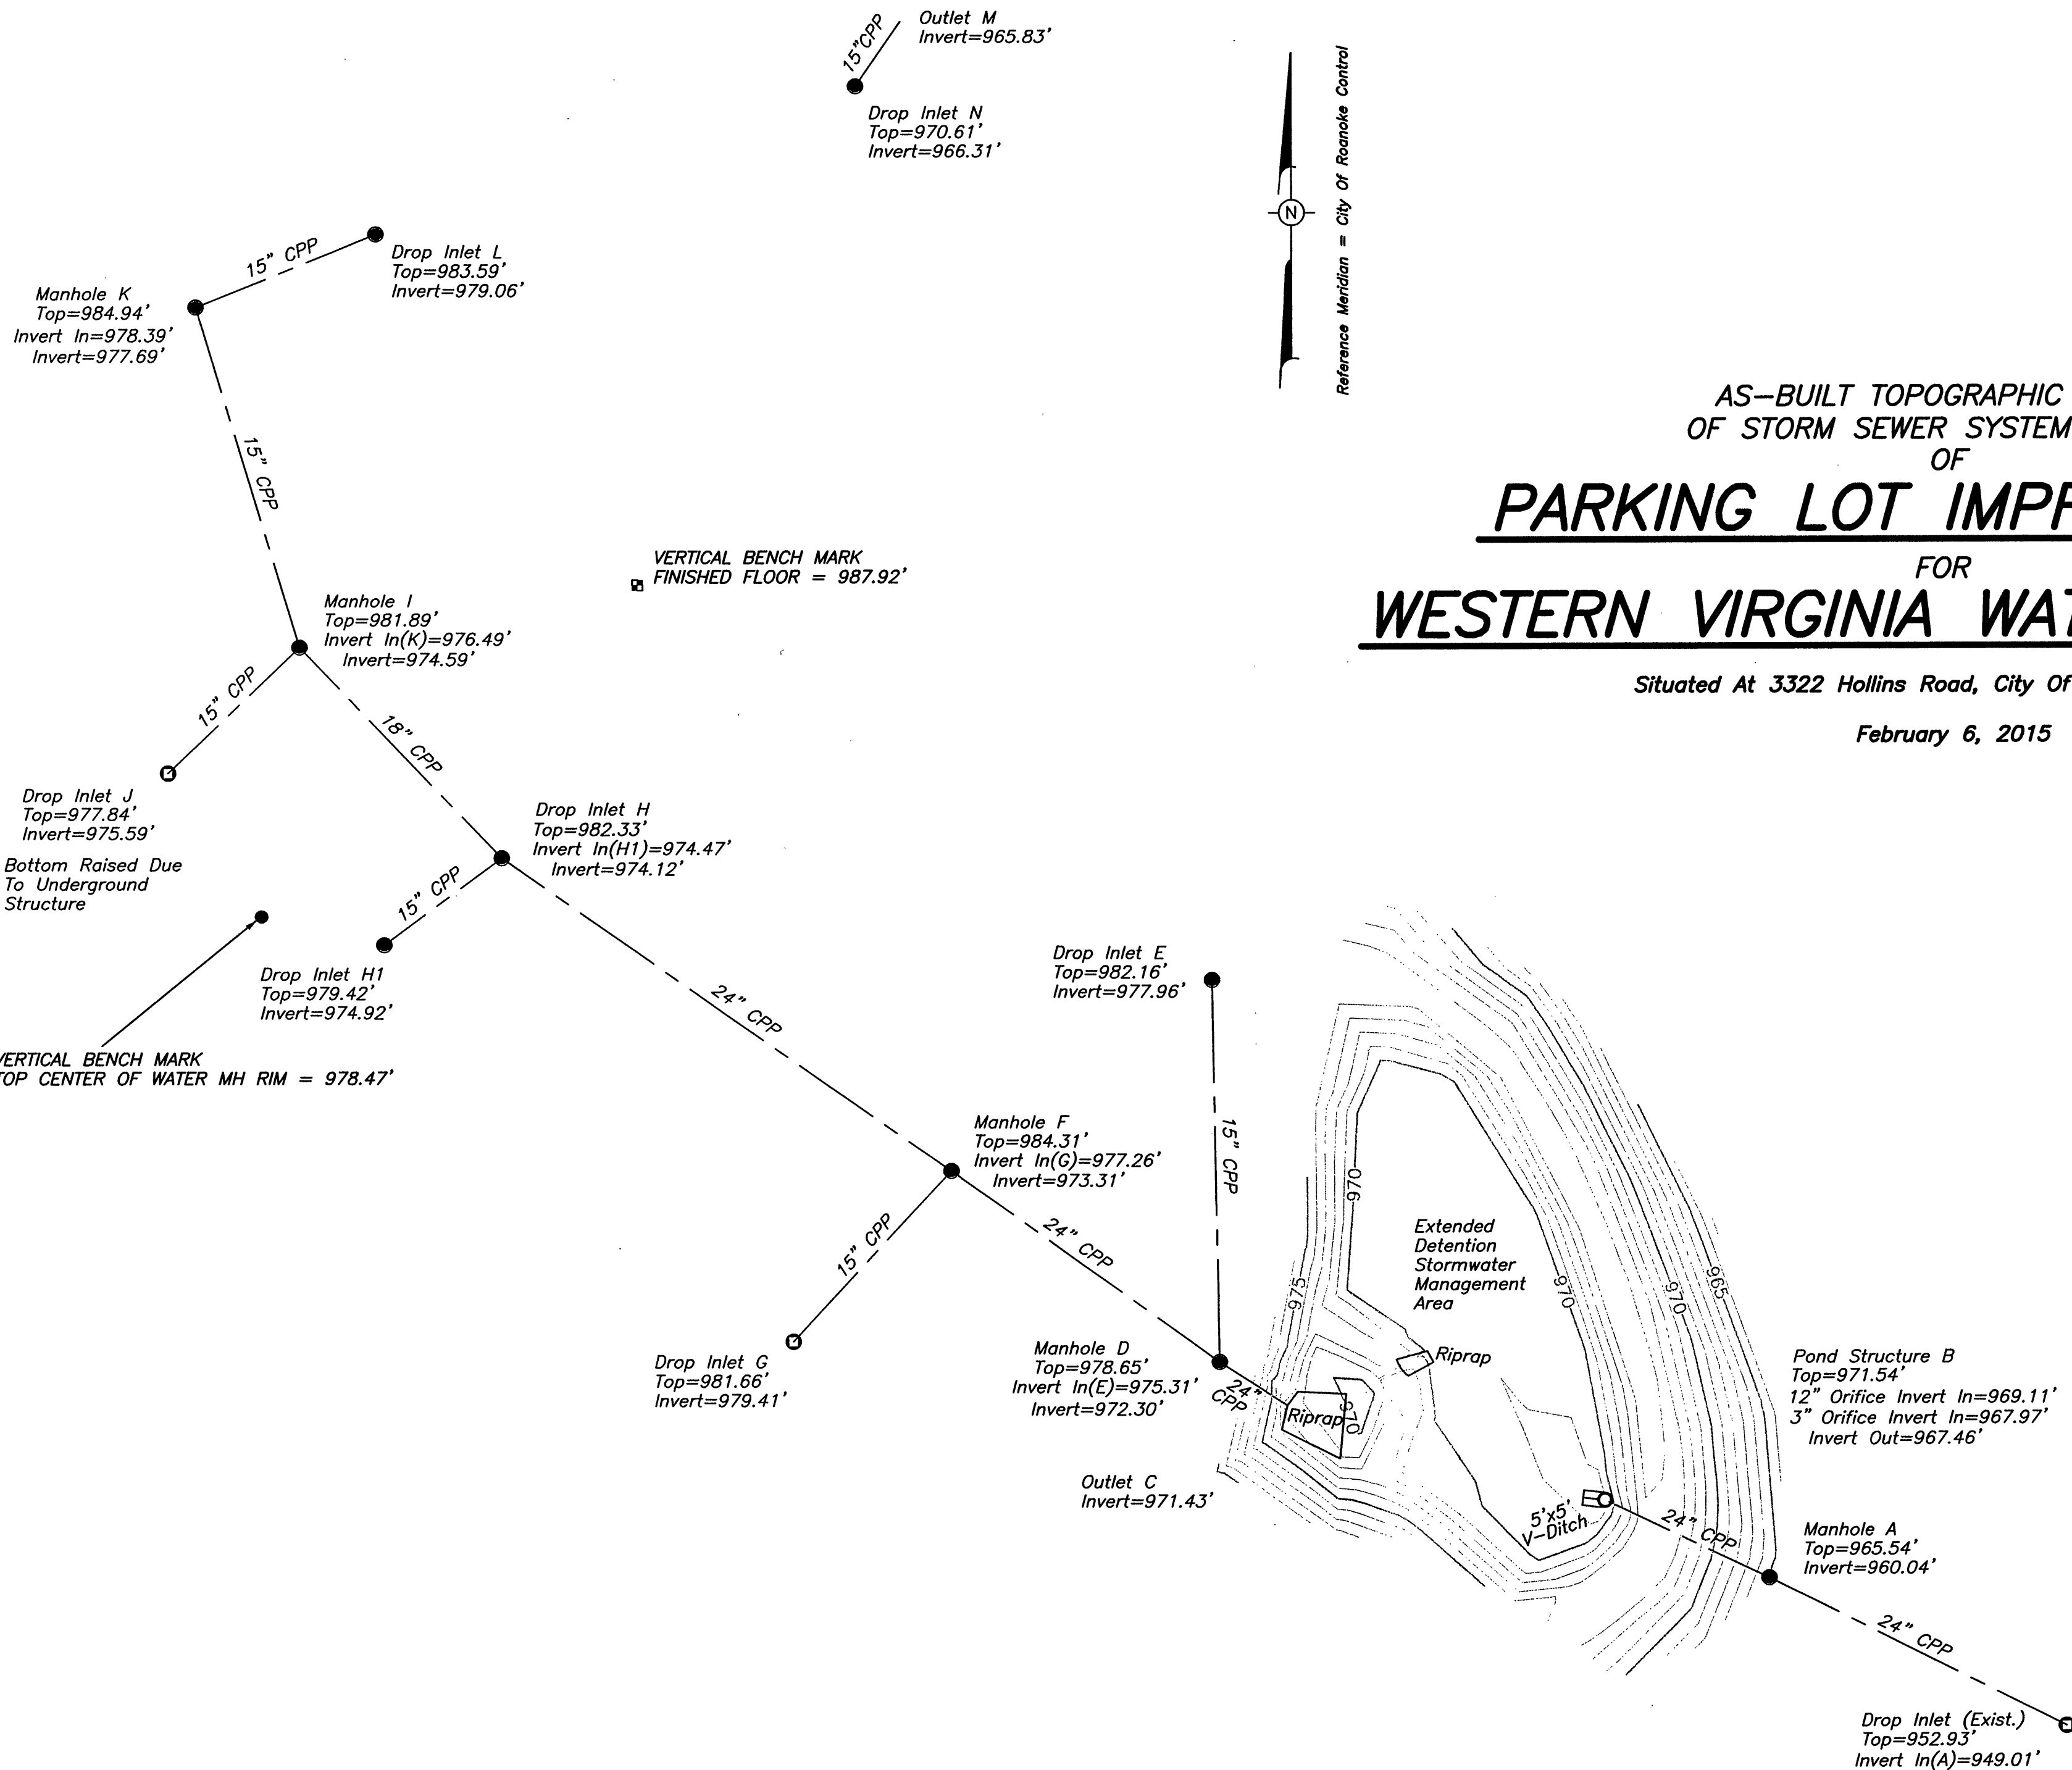 15"CPP
Outlet M
Invert=965.83'
Drop Inlet N
Top=970.61'
Invert=966.31'
Reference Meridian = City Of Roanoke Control
N
15" CPP
Drop Inlet L
Top=983.59'
Invert=979.06'
Manhole K
Top=984.94'
Invert In=978.39'
Invert=977.69'
15" CPP
AS-BUILT TOPOGRAPHIC
OF STORM SEWER SYSTEM
OF
PARKING LOT
FOR
WESTERN VIRGINIA
Situated At 3322 Hollins Road, City Of
February 6, 2015
VERTICAL BENCH MARK
FINISHED FLOOR = 987.92'
Manhole I
Top=981.89'
Invert In(K)=976.49'
Invert=974.59'
15" CPP
18" CPP
Drop Inlet J
Top=977.84'
Invert=975.59'
Bottom Raised Due
To Underground
Structure
Drop Inlet H
Top=982.33'
Invert In(H1)=974.47'
Invert=974.12'
15" CPP
Drop Inlet H1
Top=979.42'
Invert=974.92'
VERTICAL BENCH MARK
TOP CENTER OF WATER MH RIM = 978.47'
24" CPP
Drop Inlet E
Top=982.16'
Invert=977.96'
15" CPP
Manhole F
Top=984.31'
Invert In(G)=977.26'
Invert=973.31'
15" CPP
24" CPP
Drop Inlet G
Top=981.66'
Invert=979.41'
Manhole D
Top=978.65'
Invert In(E)=975.31'
Invert=972.30'
24"
CPP
Outlet C
Invert=971.43'
970
975
Extended
Detention
Stormwater
Management
Area
970
970
965
Riprap
Riprap
970
5'x5'
V-Ditch
Pond Structure B
Top=971.54'
12" Orifice Invert In=969.11'
3" Orifice Invert In=967.97'
Invert Out=967.46'
24" CPP
Manhole A
Top=965.54'
Invert=960.04'
24" CPP
Drop Inlet (Exist.)
Top=952.93'
Invert In(A)=949.01'